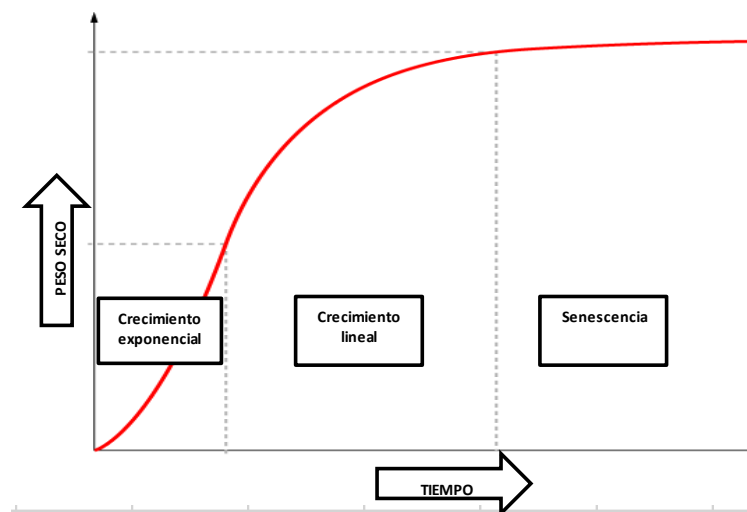 PESO SECO
Crecimiento
exponencial
Crecimiento
lineal
Senescencia
TIEMPO